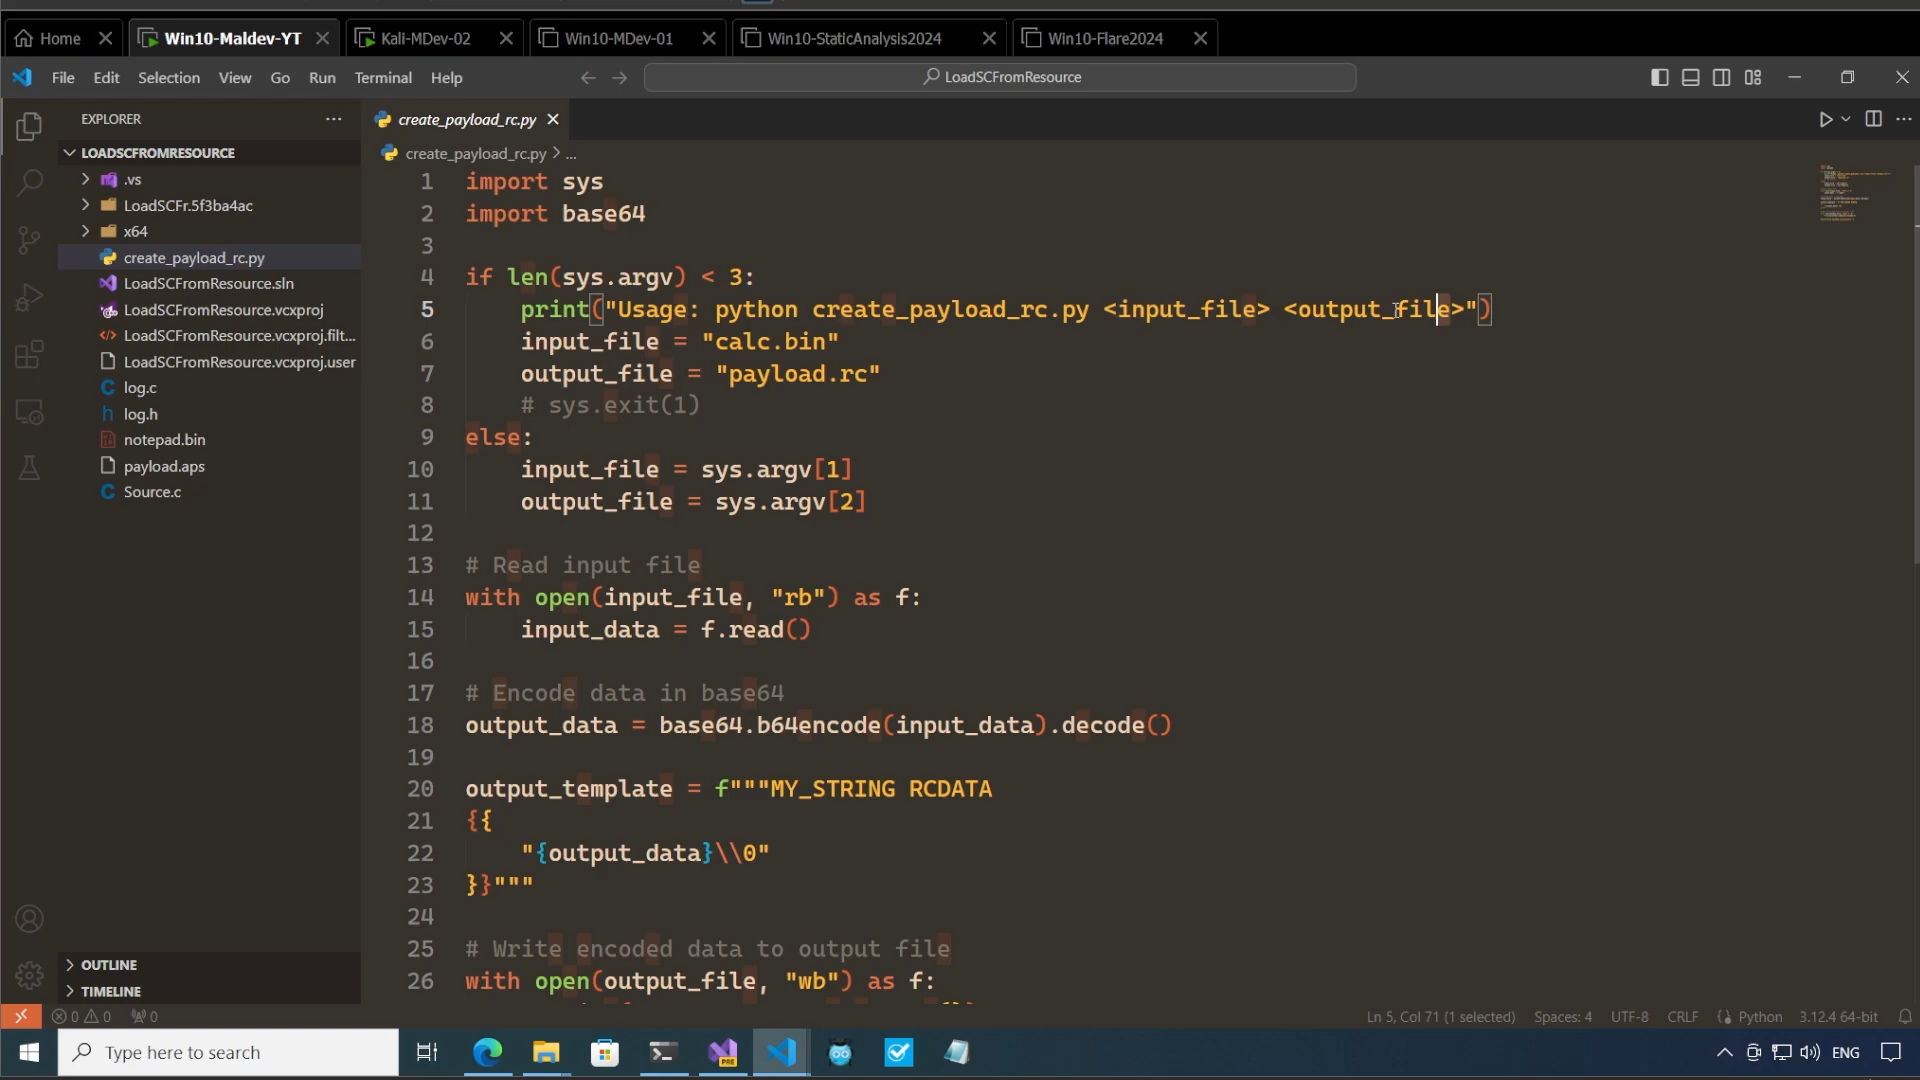 Home
Win10-Maldev-YT
Kali-MDev-02
Win10-MDev-01
Win10-StaticAnalysis2024
Win10-Flare2024
File Edit Selection View Go Run Terminal Help
LoadSCFromResource
EXPLORER
LOADSCFROMRESOURCE
.vs
LoadSCFr.5f3ba4ac
x64
create_payload_rc.py
LoadSCFromResource.sln
LoadSCFromResource.vcxproj
LoadSCFromResource.vcxproj.filt...
LoadSCFromResource.vcxproj.user
log.c
log.h
notepad.bin
payload.aps
Source.c
OUTLINE
TIMELINE
create_payload_rc.py
create_payload_rc.py > ...
1 import sys
2 import base64
3
4 if len(sys.argv) < 3:
5 print("Usage: python create_payload_rc.py <input_file> <output_file>")
6 input_file = "calc.bin"
7 output_file = "payload.rc"
8 # sys.exit(1)
9 else:
10 input_file = sys.argv[1]
11 output_file = sys.argv[2]
12
13 # Read input file
14 with open(input_file, "rb") as f:
15 input_data = f.read()
16
17 # Encode data in base64
18 output_data = base64.b64encode(input_data).decode()
19
20 output_template = f"""MY_STRING RCDATA
21 {{
22 "{output_data}\\0"
23 }}"""
24
25 # Write encoded data to output file
26 with open(output_file, "wb") as f:
0 0 0
Ln 5, Col 71 (1 selected) Spaces: 4 UTF-8 CRLF Python 3.12.4 64-bit
Type here to search
PRE
ENG